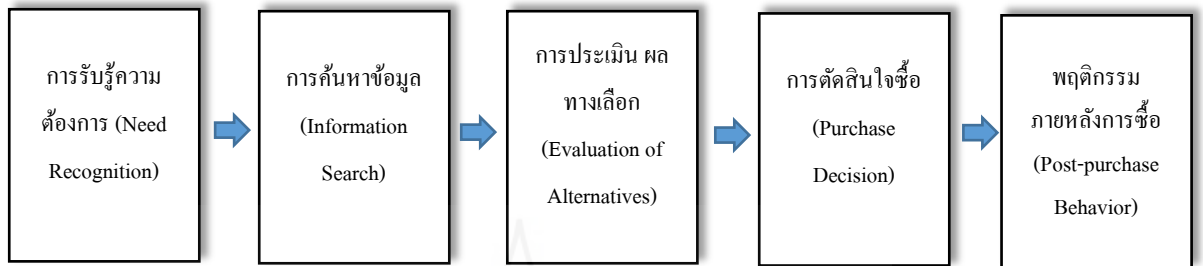 การรับรู้ความ
ต้องการ (Need
Recognition)
การค้นหาข้อมูล
(Information
Search)
การประเมิน ผล
ทางเลือก
(Evaluation of
Alternatives)
การตัดสินใจซื้อ
(Purchase
Decision)
พฤติกรรม
ภายหลังการซื้อ
(Post-purchase
Behavior)